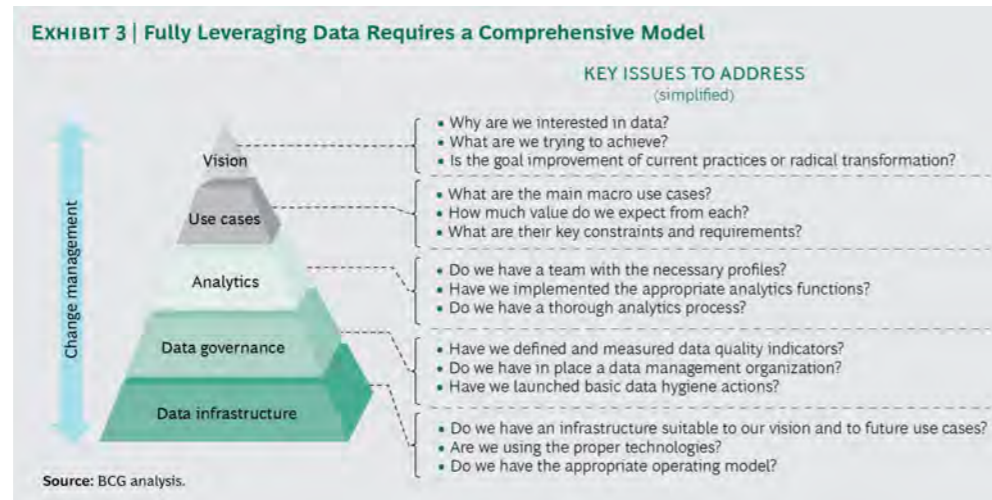 EXHIBIT 3 | Fully Leveraging Data Requires a Comprehensive Model
KEY ISSUES TO ADDRESS
(simplified)
Change management
Vision
• Why are we interested in data?
• What are we trying to achieve?
• Is the goal improvement of current practices or radical transformation?
Use cases
• What are the main macro use cases?
• How much value do we expect from each?
• What are their key constraints and requirements?
Analytics
• Do we have a team with the necessary profiles?
• Have we implemented the appropriate analytics functions?
• Do we have a thorough analytics process?
Data governance
• Have we defined and measured data quality indicators?
• Do we have in place a data management organization?
• Have we launched basic data hygiene actions?
Data infrastructure
• Do we have an infrastructure suitable to our vision and to future use cases?
• Are we using the proper technologies?
• Do we have the appropriate operating model?
Source: BCG analysis.